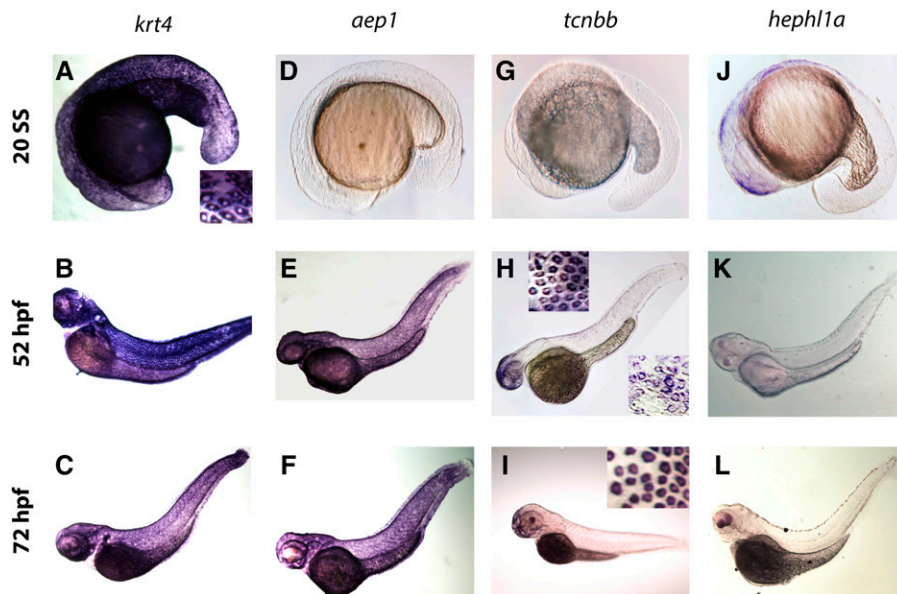 krt4 aep1 tcnbb hephl1a
20 SS
A D G J
52 hpf
B E H K
72 hpf
C F I L